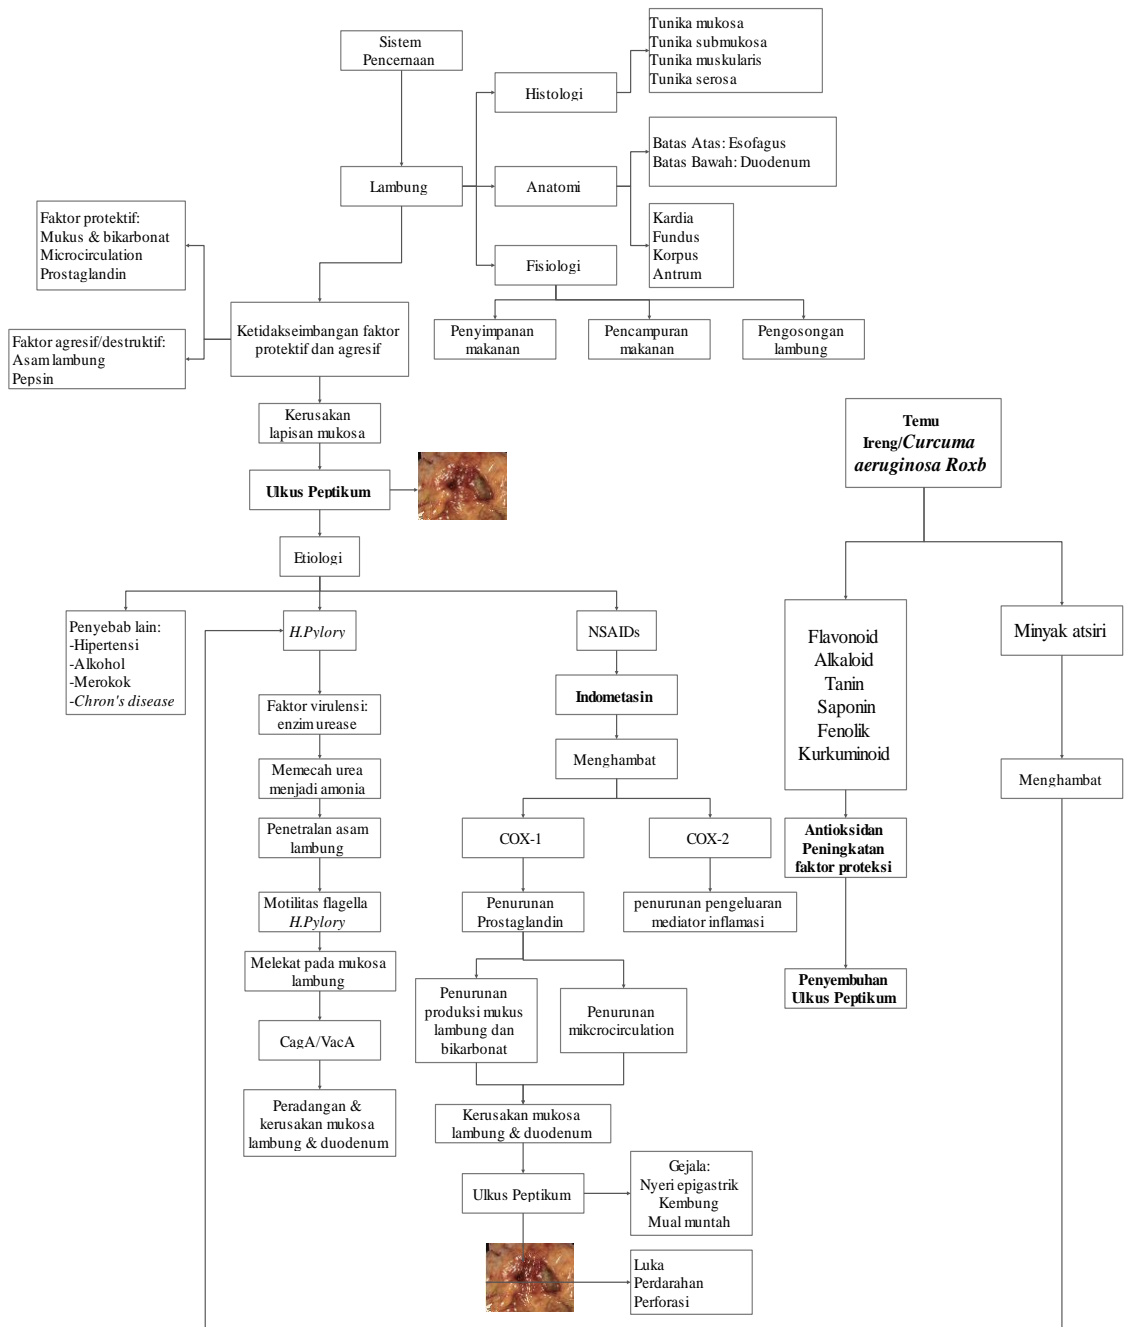 Sistem
Pencernaan
Tunika mukosa
Tunika submukosa
Tunika muskularis
Tunika serosa
Histologi
Batas Atas: Esofagus
Batas Bawah: Duodenum
Lambung
Anatomi
Kardia
Fundus
Korpus
Antrum
Faktor protektif:
Mukus & bikarbonat
Microcirculation
Prostaglandin
Fisiologi
Ketidakseimbangan faktor
protektif dan agresif
Penyimpanan
makanan
Pencampuran
makanan
Pengosongan
lambung
Faktor agresif/destruktif:
Asam lambung
Pepsin
Kerusakan
lapisan mukosa
Temu
Ireng/Curcuma
aeruginosa Roxb
Ulkus Peptikum
Etiologi
Penyebab lain:
-Hipertensi
-Alkohol
-Merokok
-Chron's disease
H.Pylory
NSAIDs
Flavonoid
Alkaloid
Tanin
Saponin
Fenolik
Kurkuminoid
Minyak atsiri
Faktor virulensi:
enzim urease
Indometasin
Memecah urea
menjadi amonia
Menghambat
Menghambat
Penetralan asam
lambung
COX-1
COX-2
Antioksidan
Peningkatan
faktor proteksi
Motilitas flagella
H.Pylory
Penurunan
Prostaglandin
penurunan pengeluaran
mediator inflamasi
Melekat pada mukosa
lambung
Penurunan
produksi mukus
lambung dan
bikarbonat
Penurunan
mikcrocirculation
Penyembuhan
Ulkus Peptikum
CagA/VacA
Peradangan &
kerusakan mukosa
lambung & duodenum
Kerusakan mukosa
lambung & duodenum
Ulkus Peptikum
Gejala:
Nyeri epigastrik
Kembung
Mual muntah
Luka
Perdarahan
Perforasi